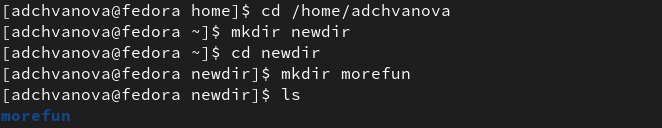 [adchvanova@fedora home]$ cd /home/adchvanova
[adchvanova@fedora ~]$ mkdir newdir
[adchvanova@fedora ~]$ cd newdir
[adchvanova@fedora newdir]$ mkdir morefun
[adchvanova@fedora newdir]$ ls
morefun